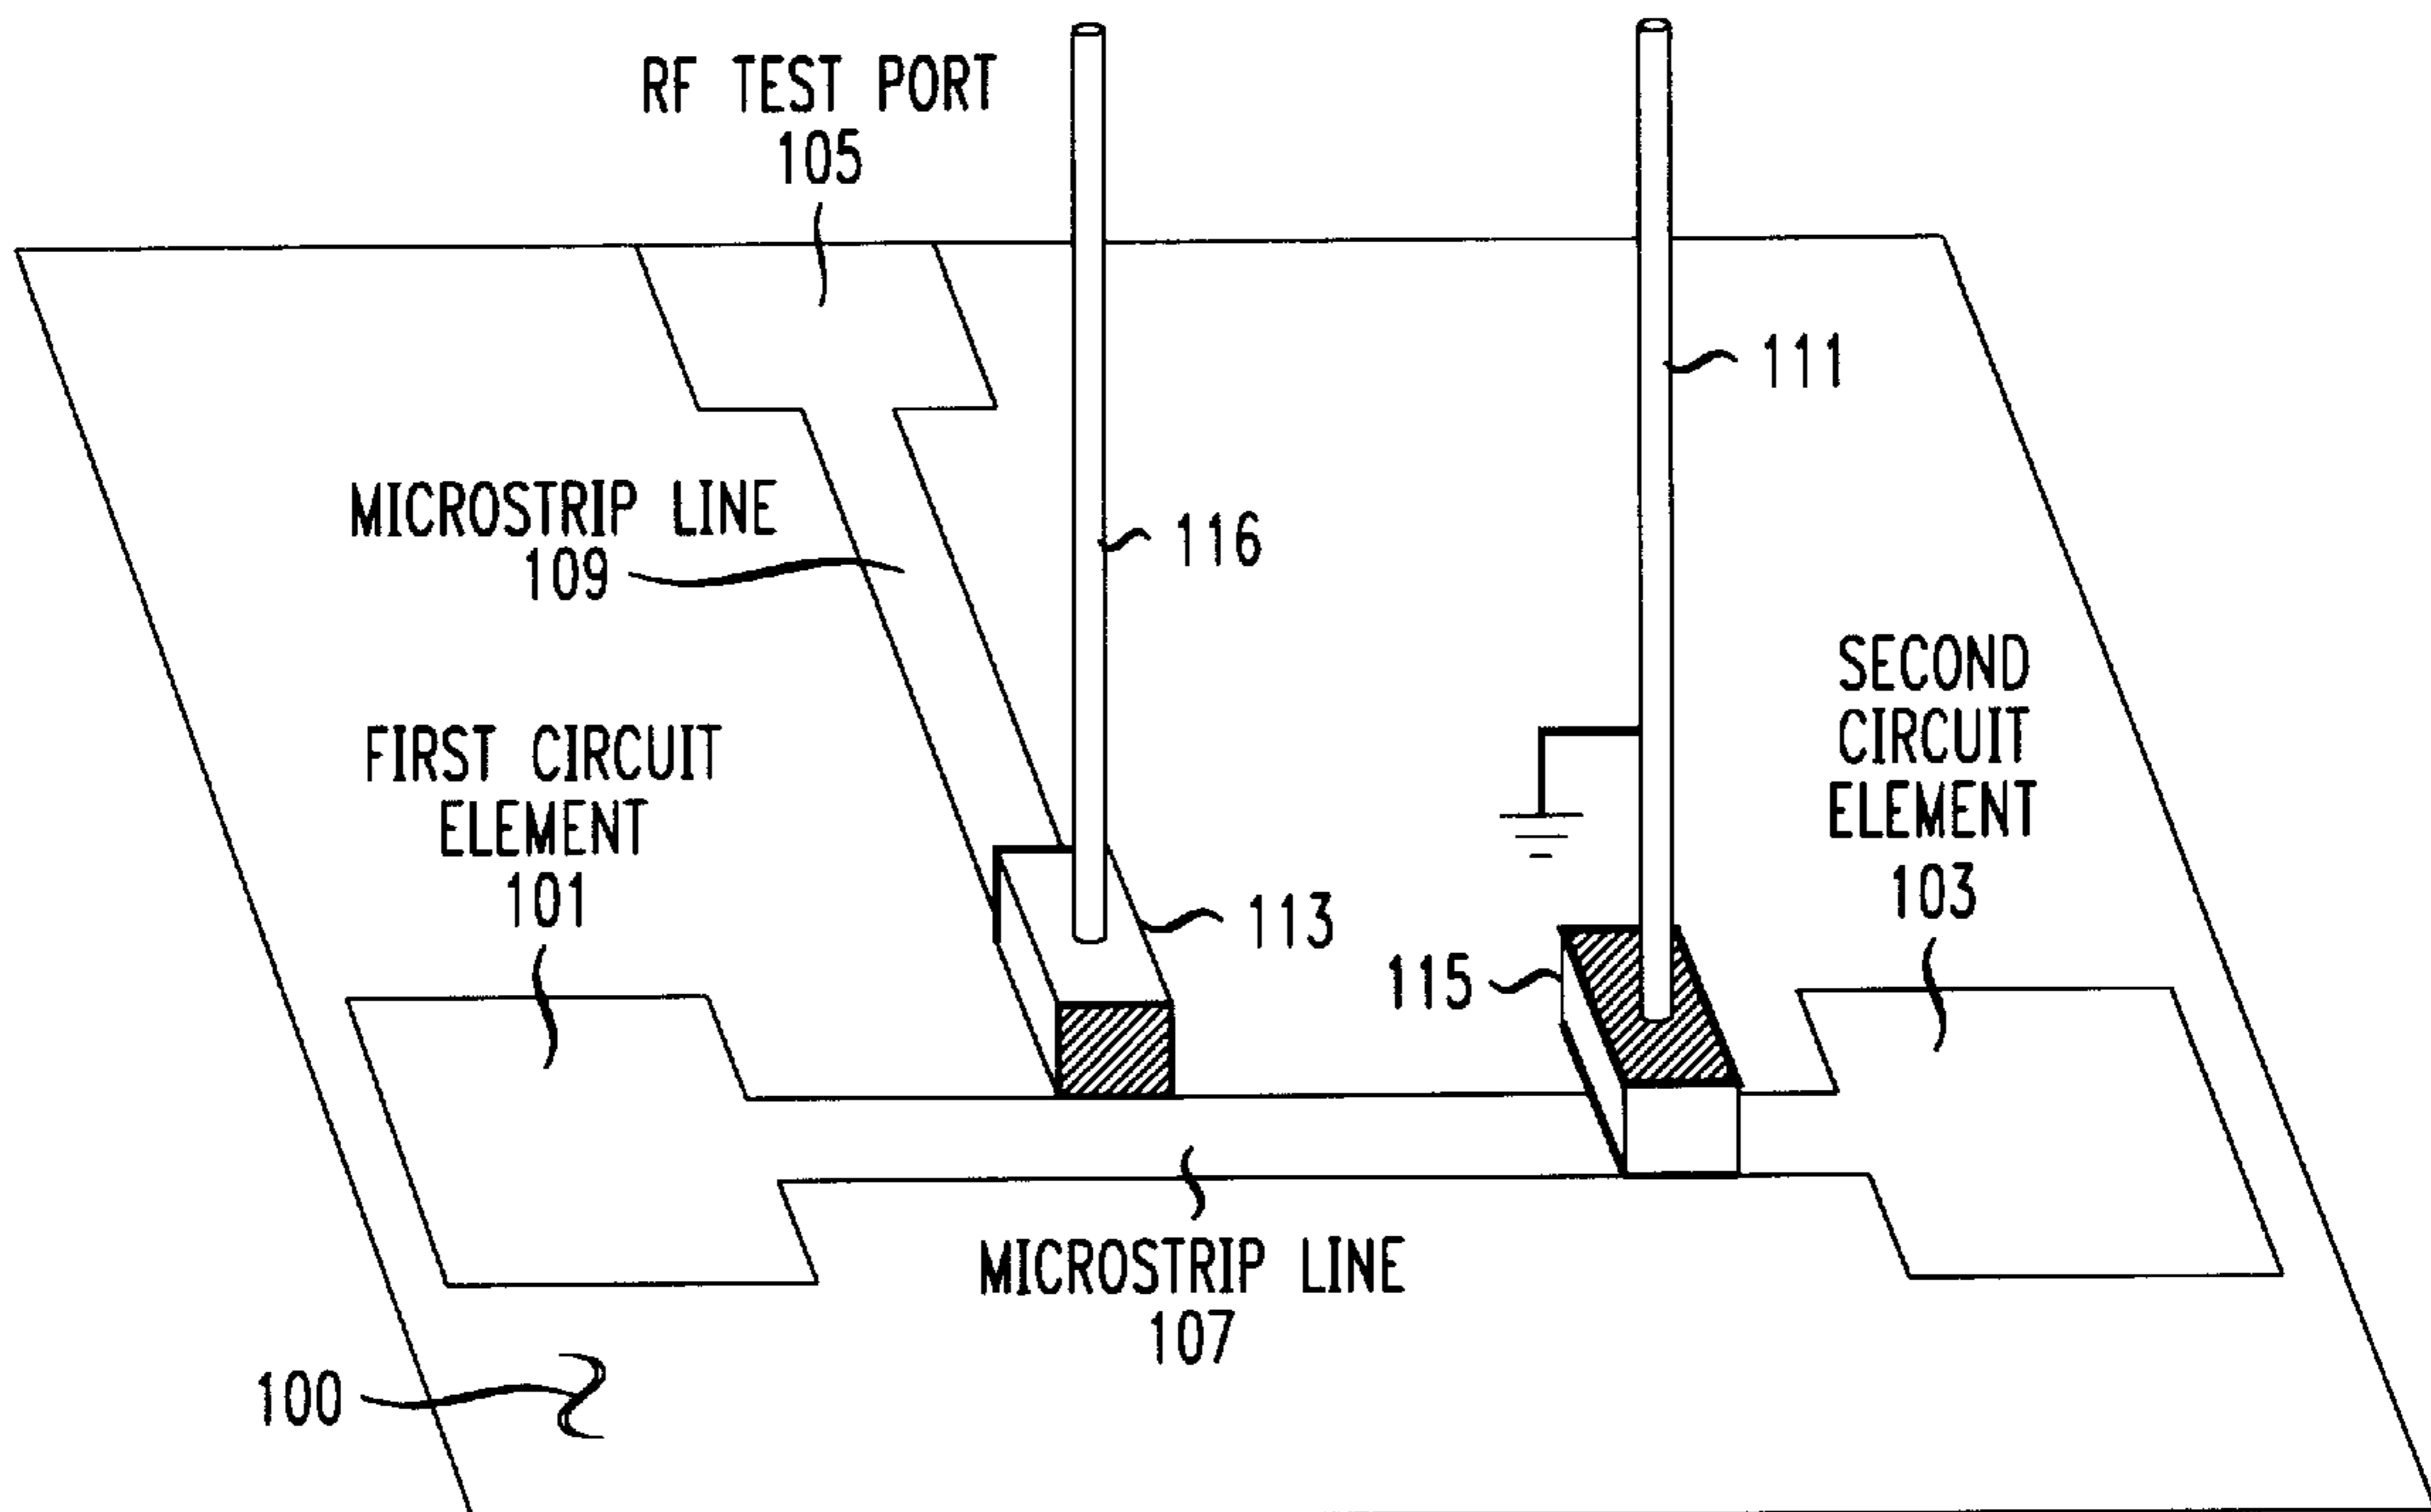 RF TEST PORT
105
111
MICROSTRIP LINE
109
116
SECOND
CIRCUIT
ELEMENT
103
FIRST CIRCUIT
ELEMENT
101
113
115
MICROSTRIP LINE
107
100